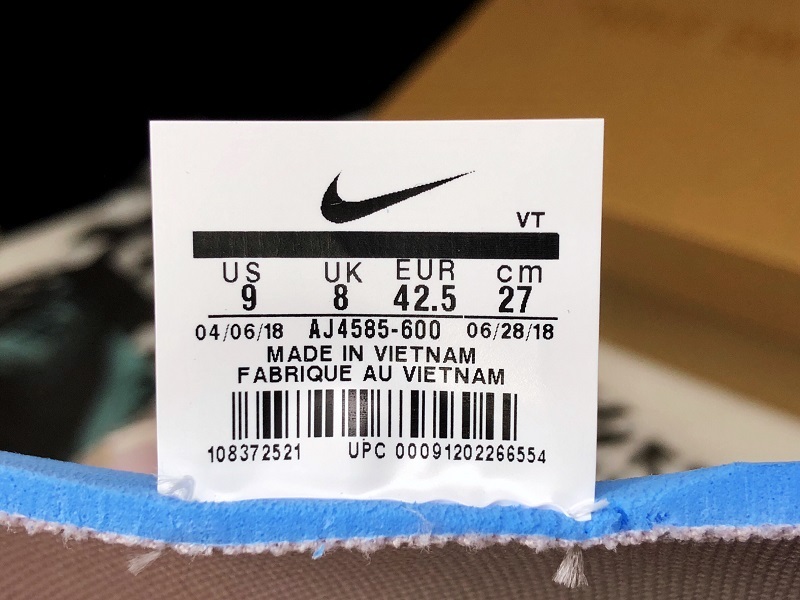 VT
US UK EUR cm
9 8 42.5 27
04/06/18 AJ4585-600 06/28/18
MADE IN VIETNAM
FABRIQUE AU VIETNAM
108372521 UPC 00091202266554